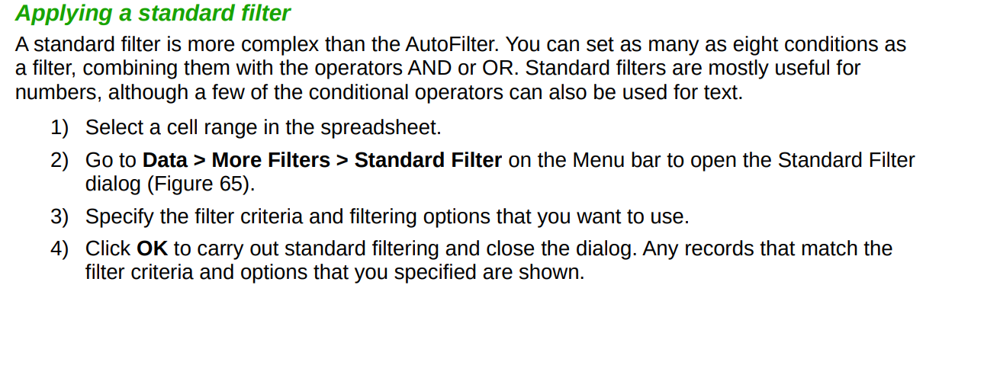 Applying a standard filter
A standard filter is more complex than the AutoFilter. You can set as many as eight conditions as
a filter, combining them with the operators AND or OR. Standard filters are mostly useful for
numbers, although a few of the conditional operators can also be used for text.
1) Select a cell range in the spreadsheet.
2) Go to Data > More Filters > Standard Filter on the Menu bar to open the Standard Filter
dialog (Figure 65).
3) Specify the filter criteria and filtering options that you want to use.
4) Click OK to carry out standard filtering and close the dialog. Any records that match the
filter criteria and options that you specified are shown.